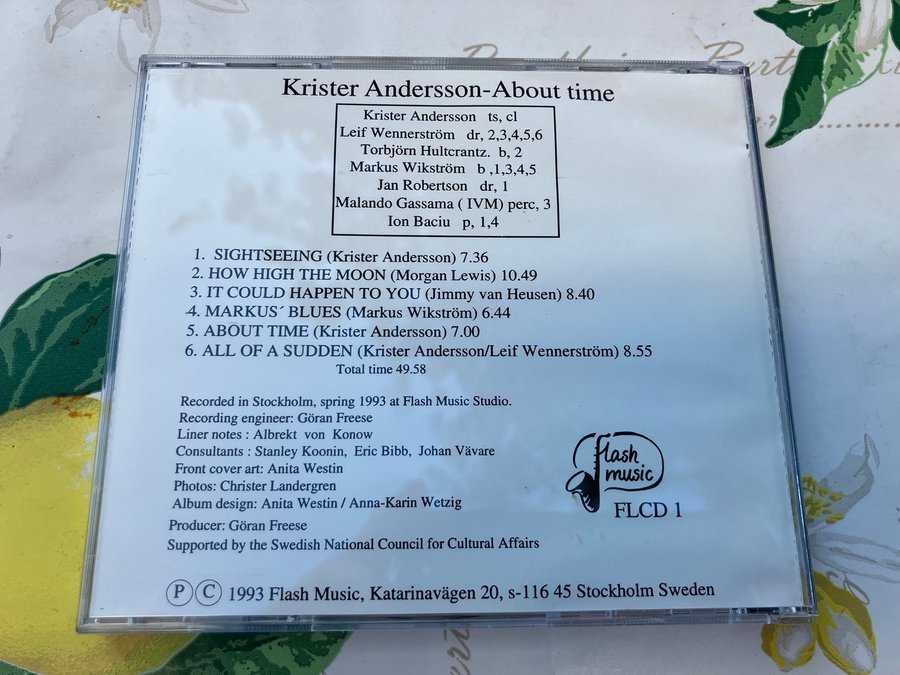 Krister Andersson-About time
Krister Andersson ts, cl
Leif Wennerström dr, 2,3,4,5,6
Torbjörn Hultcrantz. b, 2
Markus Wikström b ,1,3,4,5
Jan Robertson dr, 1
Malando Gassama ( IVM) perc, 3
Ion Baciu p, 1,4
1. SIGHTSEEING (Krister Andersson) 7.36
2. HOW HIGH THE MOON (Morgan Lewis) 10.49
3. IT COULD HAPPEN TO YOU (Jimmy van Heusen) 8.40
4. MARKUS´ BLUES (Markus Wikström) 6.44
5. ABOUT TIME (Krister Andersson) 7.00
6. ALL OF A SUDDEN (Krister Andersson/Leif Wennerström) 8.55
Total time 49.58
Recorded in Stockholm, spring 1993 at Flash Music Studio.
Recording engineer: Göran Freese
Liner notes : Albrekt von Konow
Consultants : Stanley Koonin, Eric Bibb, Johan Vävare
Front cover art: Anita Westin
Photos: Christer Landergren
Album design: Anita Westin / Anna-Karin Wetzig
Producer: Göran Freese
Supported by the Swedish National Council for Cultural Affairs
flash
music
FLCD 1
P C 1993 Flash Music, Katarinavägen 20, s-116 45 Stockholm Sweden